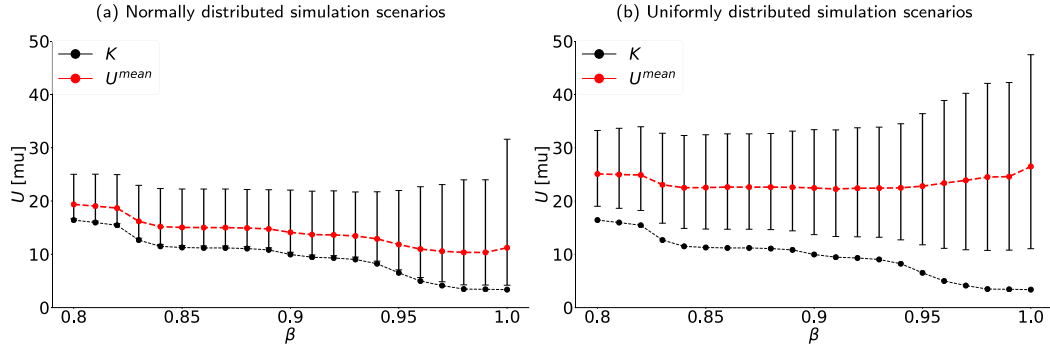 (a) Normally distributed simulation scenarios
50
40
30
20
10
0
U [mu]
K
U^mean
0.8
0.85
0.9
0.95
1.0
β
(b) Uniformly distributed simulation scenarios
50
40
30
20
10
0
U [mu]
K
U^mean
0.8
0.85
0.9
0.95
1.0
β